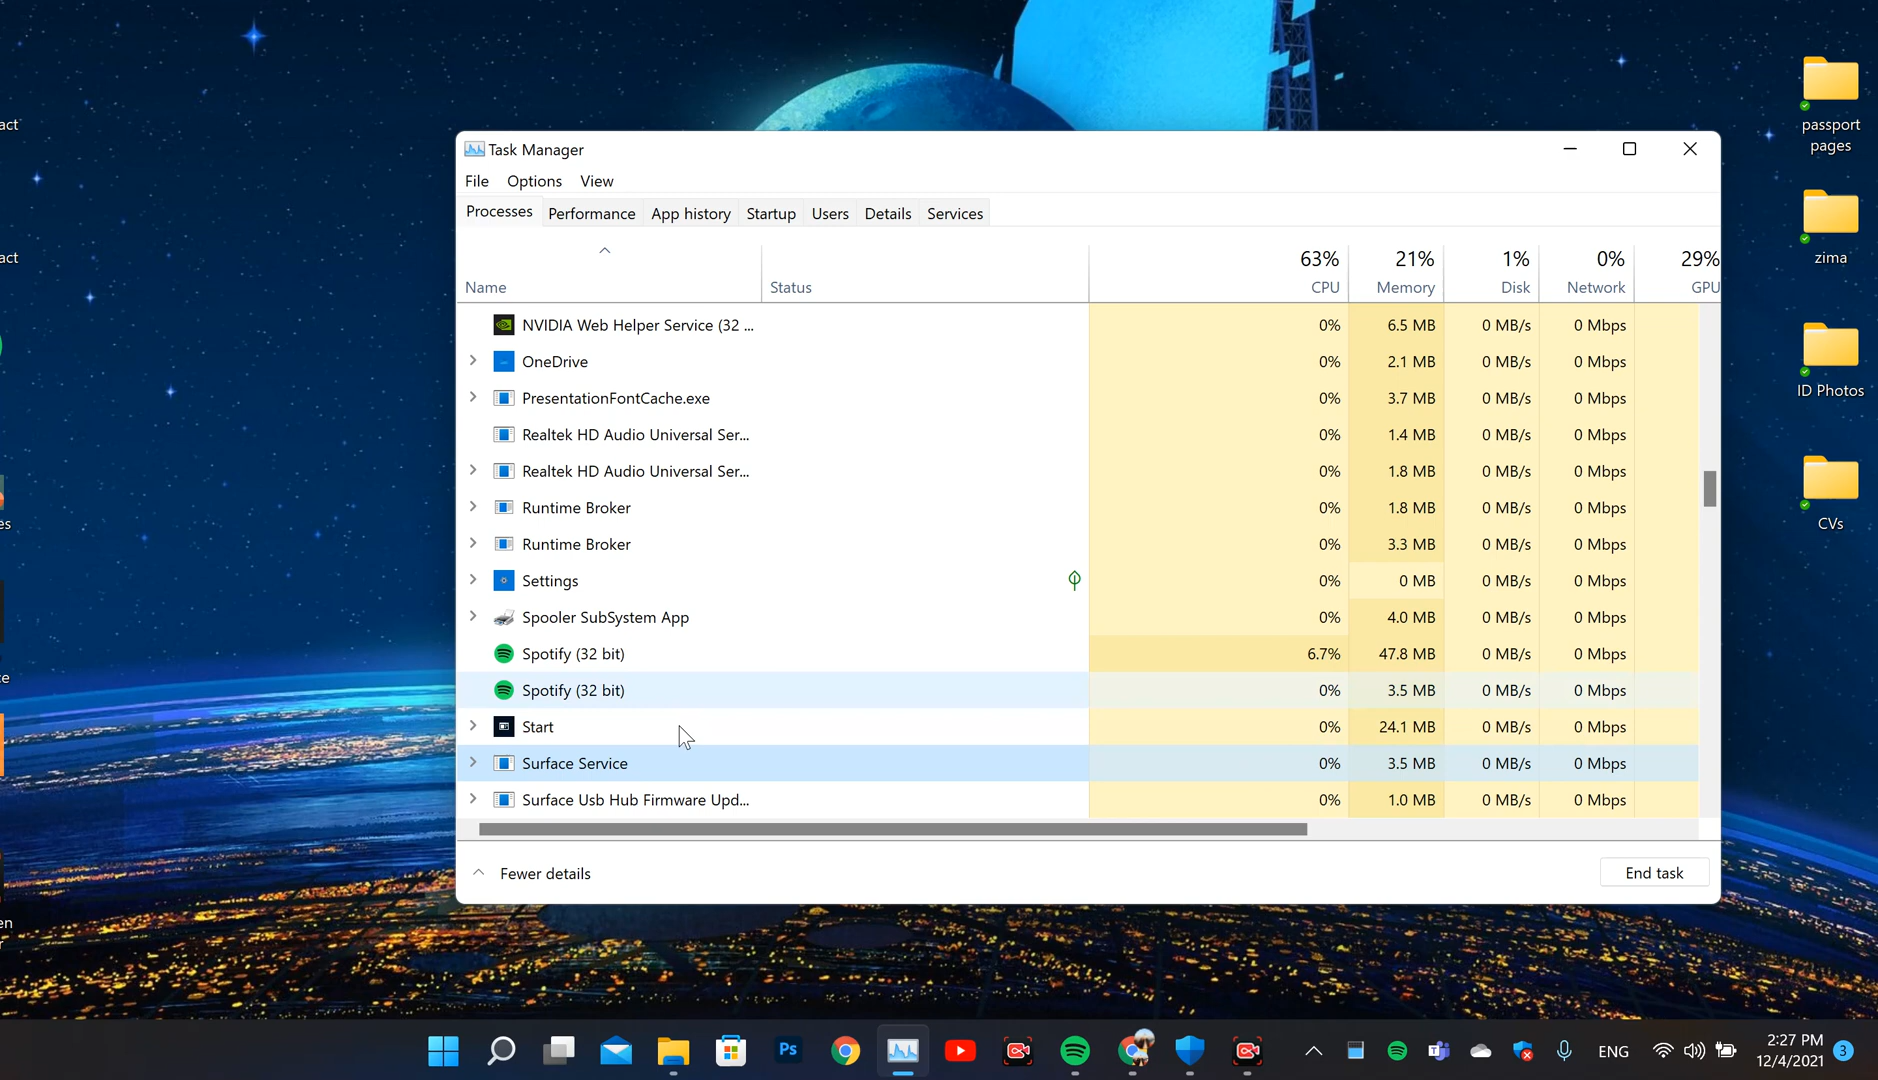 act
act
es
ce
en
r
passport
pages
zima
ID Photos
CVs
Task Manager
File Options View
Processes Performance App history Startup Users Details Services
63% 21% 1% 0% 29%
Name Status CPU Memory Disk Network GPU
NVIDIA Web Helper Service (32 ... 0% 6.5 MB 0 MB/s 0 Mbps
OneDrive 0% 2.1 MB 0 MB/s 0 Mbps
PresentationFontCache.exe 0% 3.7 MB 0 MB/s 0 Mbps
Realtek HD Audio Universal Ser... 0% 1.4 MB 0 MB/s 0 Mbps
Realtek HD Audio Universal Ser... 0% 1.8 MB 0 MB/s 0 Mbps
Runtime Broker 0% 1.8 MB 0 MB/s 0 Mbps
Runtime Broker 0% 3.3 MB 0 MB/s 0 Mbps
Settings 0% 0 MB 0 MB/s 0 Mbps
Spooler SubSystem App 0% 4.0 MB 0 MB/s 0 Mbps
Spotify (32 bit) 6.7% 47.8 MB 0 MB/s 0 Mbps
Spotify (32 bit) 0% 3.5 MB 0 MB/s 0 Mbps
Start 0% 24.1 MB 0 MB/s 0 Mbps
Surface Service 0% 3.5 MB 0 MB/s 0 Mbps
Surface Usb Hub Firmware Upd... 0% 1.0 MB 0 MB/s 0 Mbps
Fewer details End task
Ps ENG 2:27 PM
12/4/2021 3